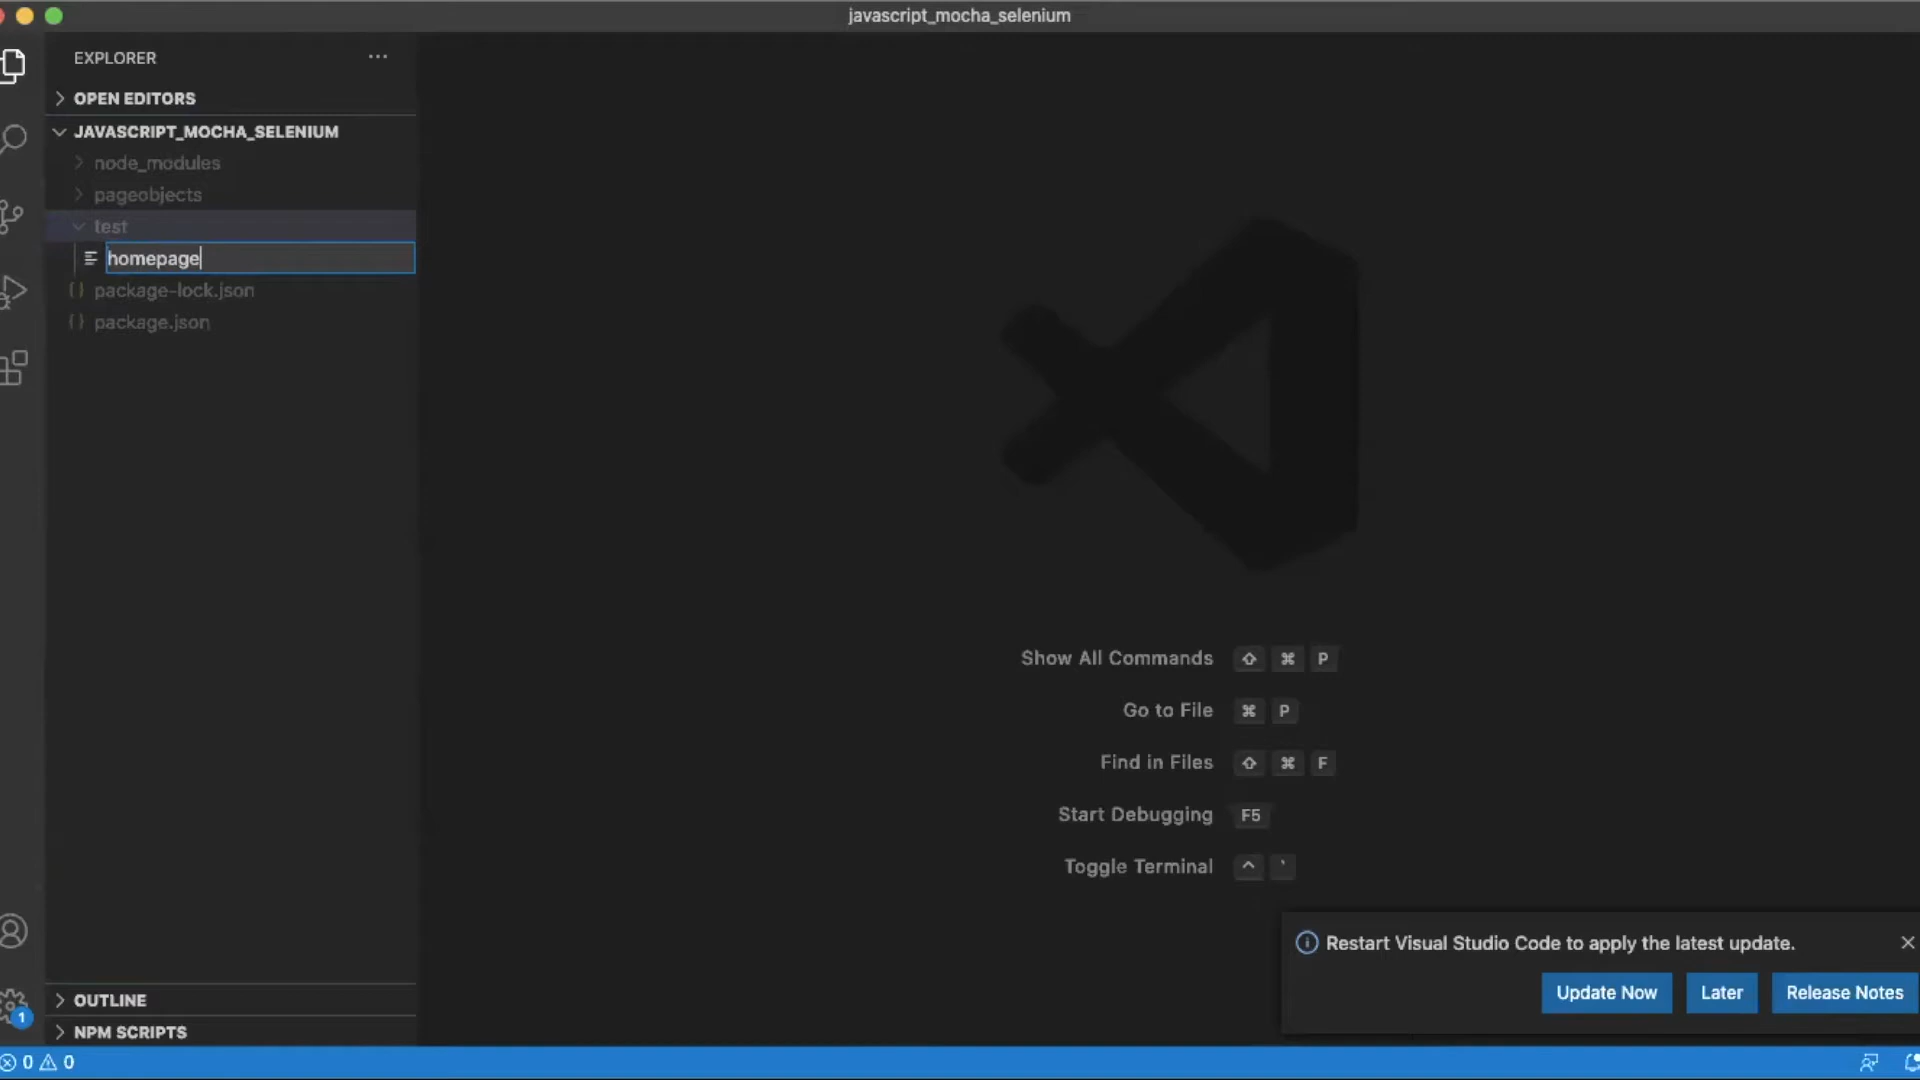 javascript_mocha_selenium
EXPLORER
OPEN EDITORS
JAVASCRIPT_MOCHA_SELENIUM
node_modules
pageobjects
test
homepage
package-lock.json
package.json
Show All Commands ⇧ ⌘ P
Go to File ⌘ P
Find in Files ⇧ ⌘ F
Start Debugging F5
Toggle Terminal ^ `
Restart Visual Studio Code to apply the latest update.
Update Now Later Release Notes
1
OUTLINE
NPM SCRIPTS
0 0